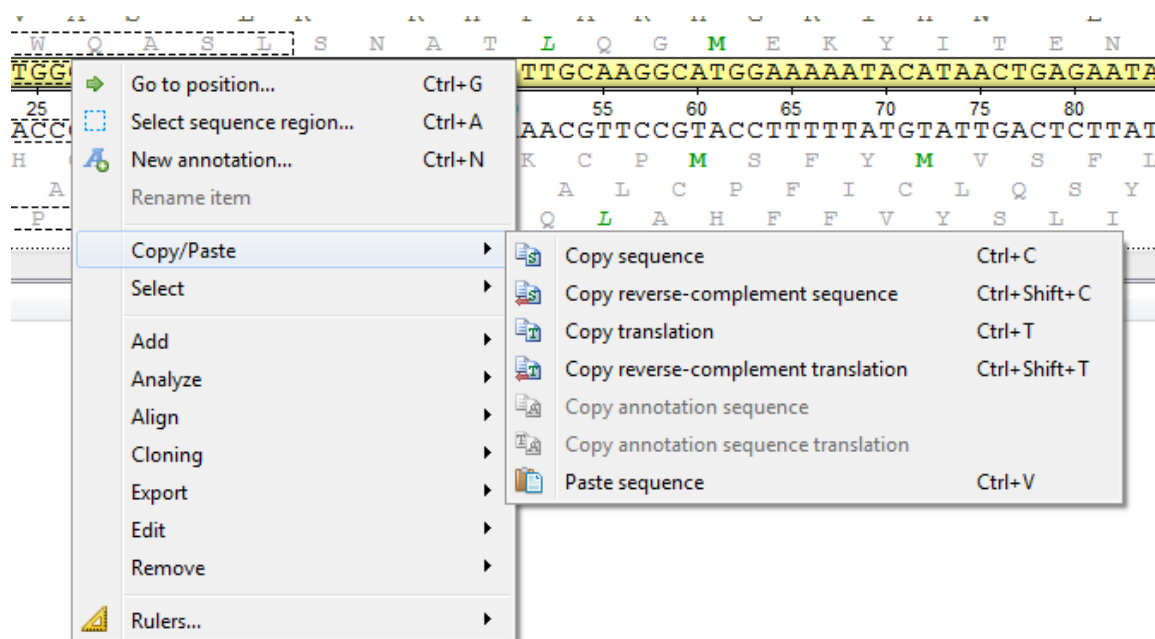 W Q A S L S N A T L Q G M E K Y I T E N
TGG TTGCAAGGCATGGAAAAATACATAACTGAGAATA
25 55 60 65 70 75 80
ACC AACGTTCCGTACCTTTTTATGTATTGACTCTTAT
H K C P M S F Y M V S F L
A A L C P F I C L Q S Y
P Q L A H F F V Y S L I
Go to position... Ctrl+G
Select sequence region... Ctrl+A
New annotation... Ctrl+N
Rename item
Copy/Paste
Select
Add
Analyze
Align
Cloning
Export
Edit
Remove
Rulers...
Copy sequence Ctrl+C
Copy reverse-complement sequence Ctrl+Shift+C
Copy translation Ctrl+T
Copy reverse-complement translation Ctrl+Shift+T
Copy annotation sequence
Copy annotation sequence translation
Paste sequence Ctrl+V